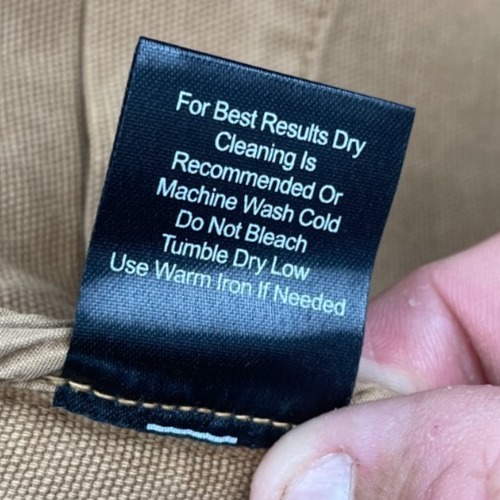 For Best Results Dry
Cleaning Is
Recommended Or
Machine Wash Cold
Do Not Bleach
Tumble Dry Low
Use Warm Iron If Needed